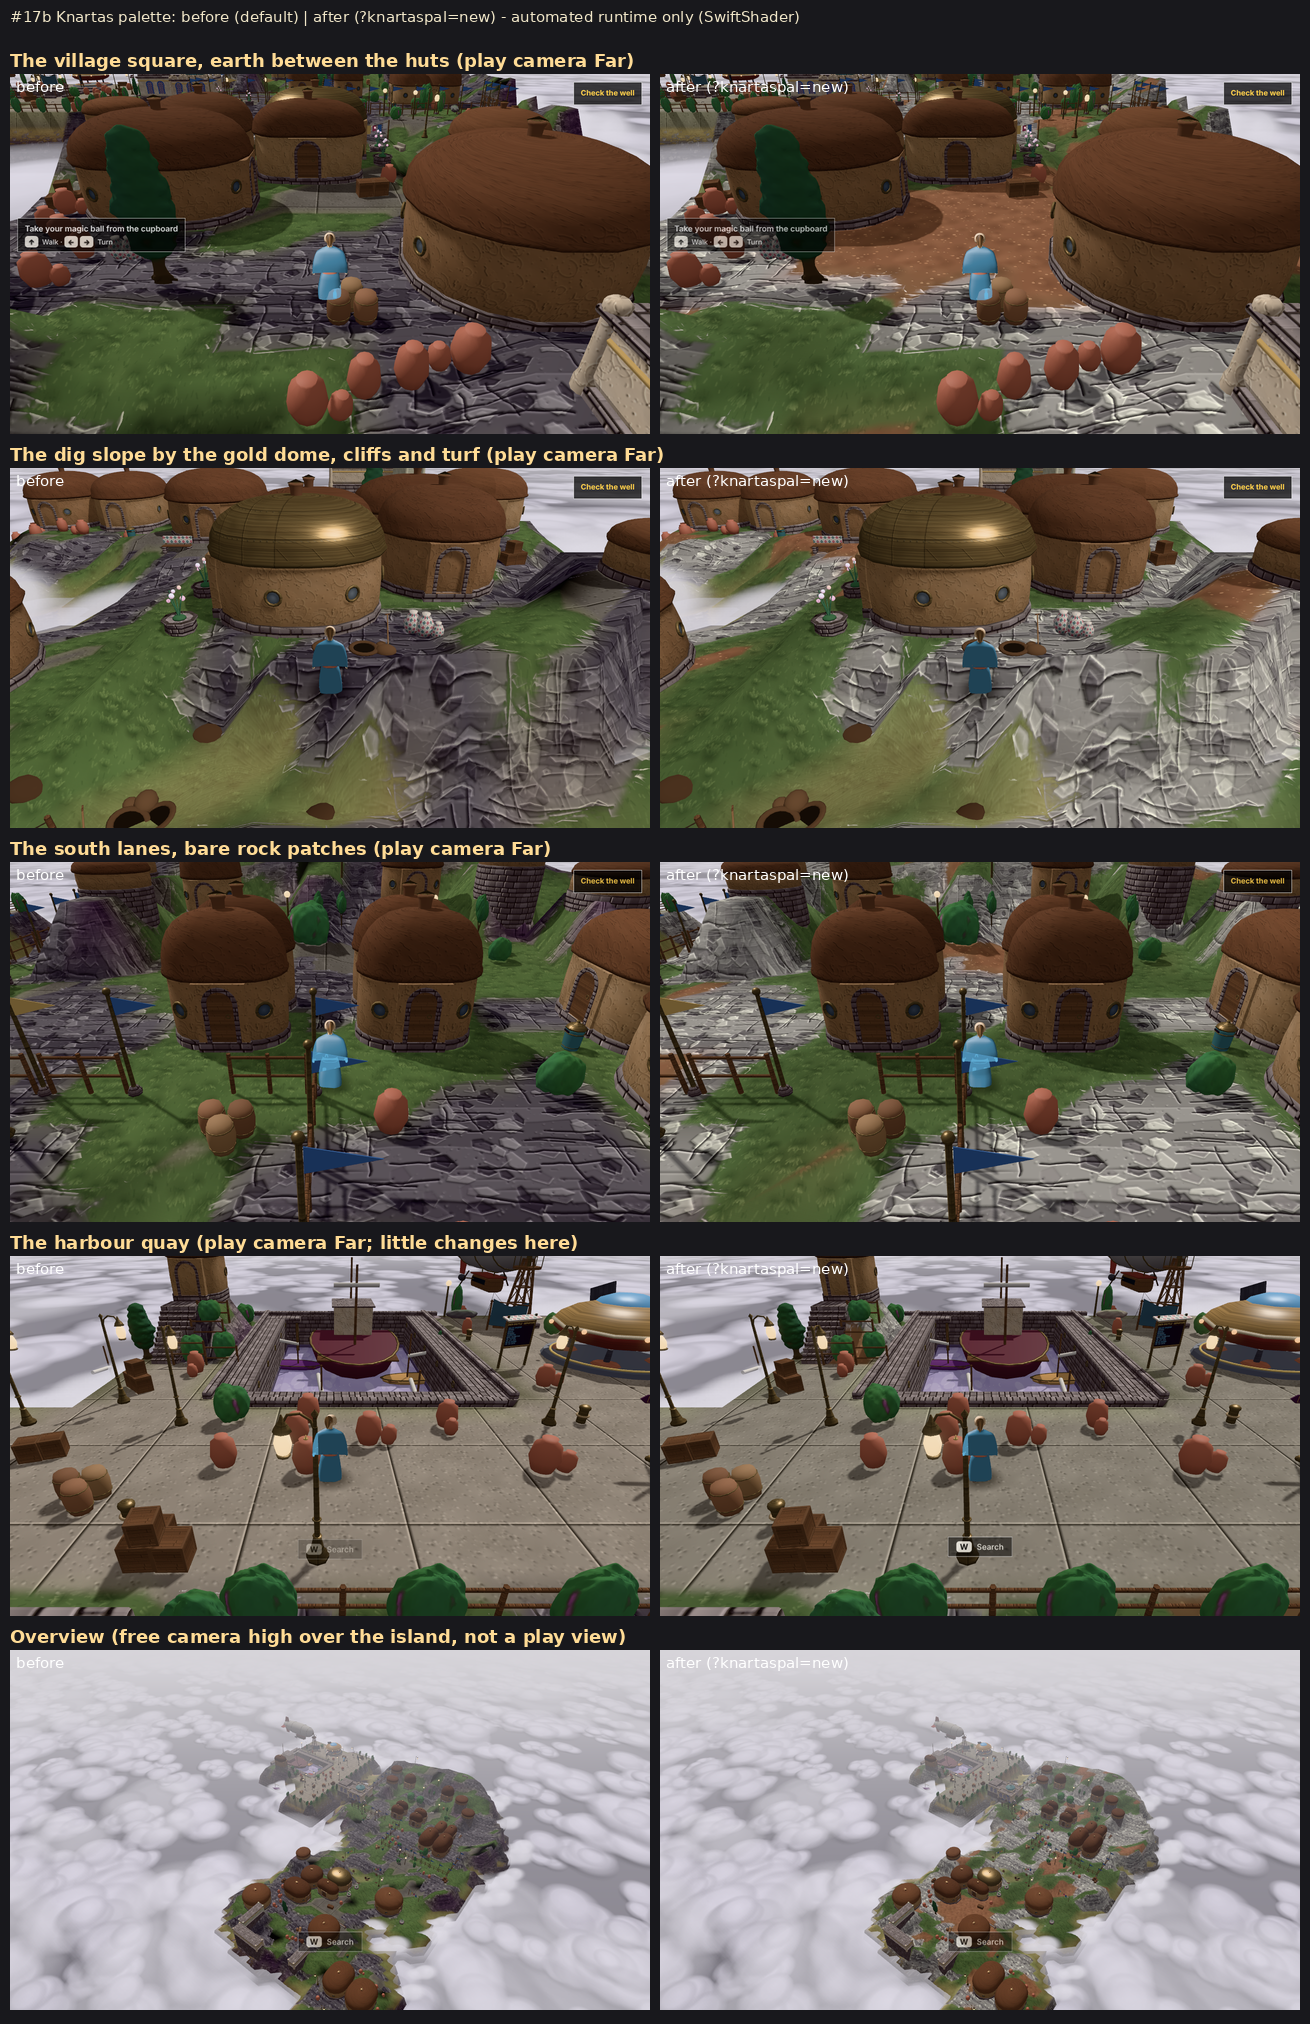 #17b Knartas palette: before (default) | after (?knartaspal=new) - automated runtime only (SwiftShader)
The village square, earth between the huts (play camera Far)
before
Check the well
Take your magic ball from the cupboard
Walk · Turn
after (?knartaspal=new)
Check the well
Take your magic ball from the cupboard
Walk · Turn
The dig slope by the gold dome, cliffs and turf (play camera Far)
before
Check the well
after (?knartaspal=new)
Check the well
The south lanes, bare rock patches (play camera Far)
before
Check the well
after (?knartaspal=new)
Check the well
The harbour quay (play camera Far; little changes here)
before
W Search
after (?knartaspal=new)
W Search
Overview (free camera high over the island, not a play view)
before
W Search
after (?knartaspal=new)
W Search